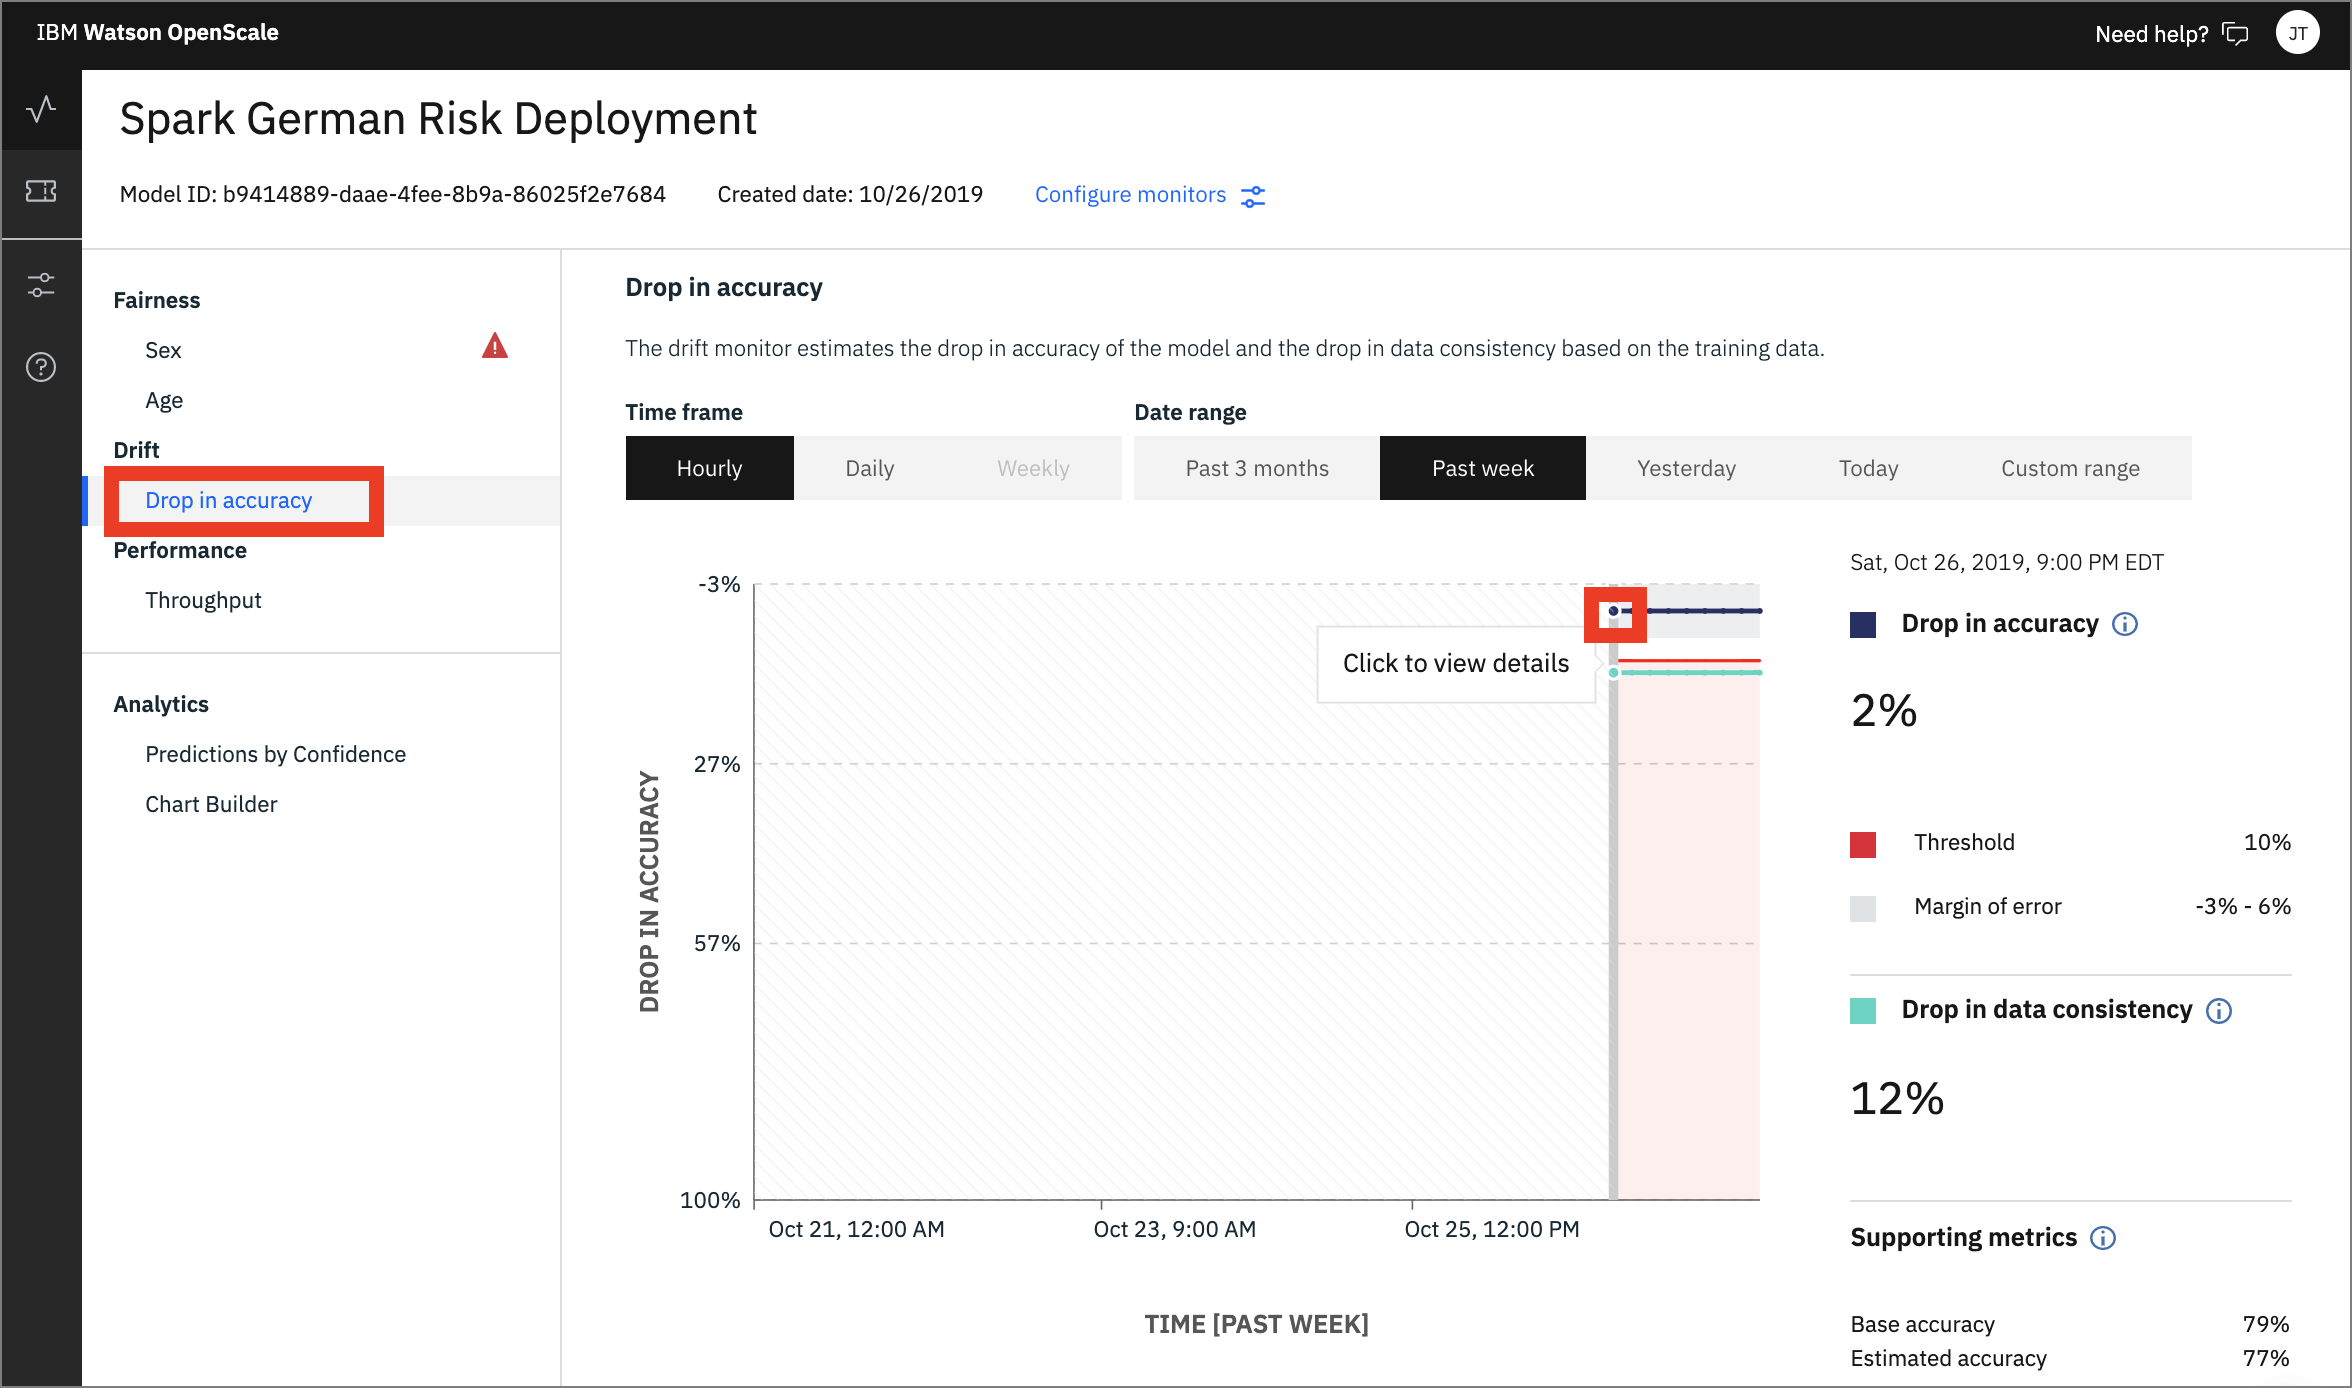 IBM Watson OpenScale
Need help?
JT
Spark German Risk Deployment
Model ID: b9414889-daae-4fee-8b9a-86025f2e7684
Created date: 10/26/2019
Configure monitors
Fairness
Sex
Age
Drift
Drop in accuracy
Performance
Throughput
Analytics
Predictions by Confidence
Chart Builder
Drop in accuracy
The drift monitor estimates the drop in accuracy of the model and the drop in data consistency based on the training data.
Time frame
Date range
Hourly Daily Weekly
Past 3 months Past week Yesterday Today Custom range
-3%
27%
57%
100%
DROP IN ACCURACY
Click to view details
Oct 21, 12:00 AM
Oct 23, 9:00 AM
Oct 25, 12:00 PM
TIME [PAST WEEK]
Sat, Oct 26, 2019, 9:00 PM EDT
Drop in accuracy
2%
Threshold 10%
Margin of error -3% - 6%
Drop in data consistency
12%
Supporting metrics
Base accuracy 79%
Estimated accuracy 77%